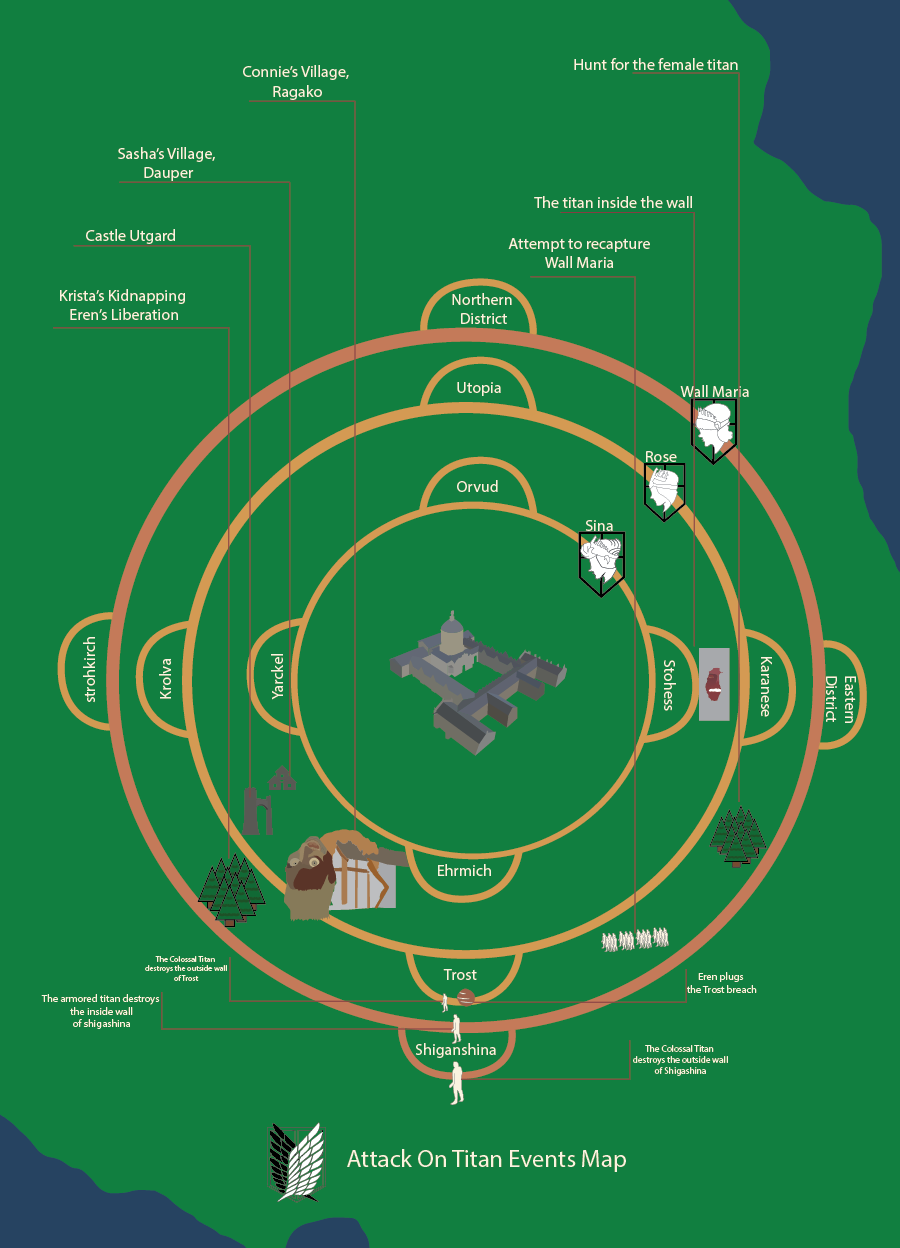 Connie's Village,
Ragako
Hunt for the female titan
Sasha's Village,
Dauper
The titan inside the wall
Castle Utgard
Attempt to recapture
Wall Maria
Krista's Kidnapping
Eren's Liberation
Northern
District
Utopia
Wall Maria
Rose
Orvud
Sina
strohkirch
Krolva
Yarckel
Stohess
Karanese
Eastern
District
Ehrmich
The Colossal Titan
destroys the outside wall
of Trost
Trost
Eren plugs
the Trost breach
The armored titan destroys
the inside wall
of shigashina
Shiganshina
The Colossal Titan
destroys the outside wall
of Shigashina
Attack On Titan Events Map